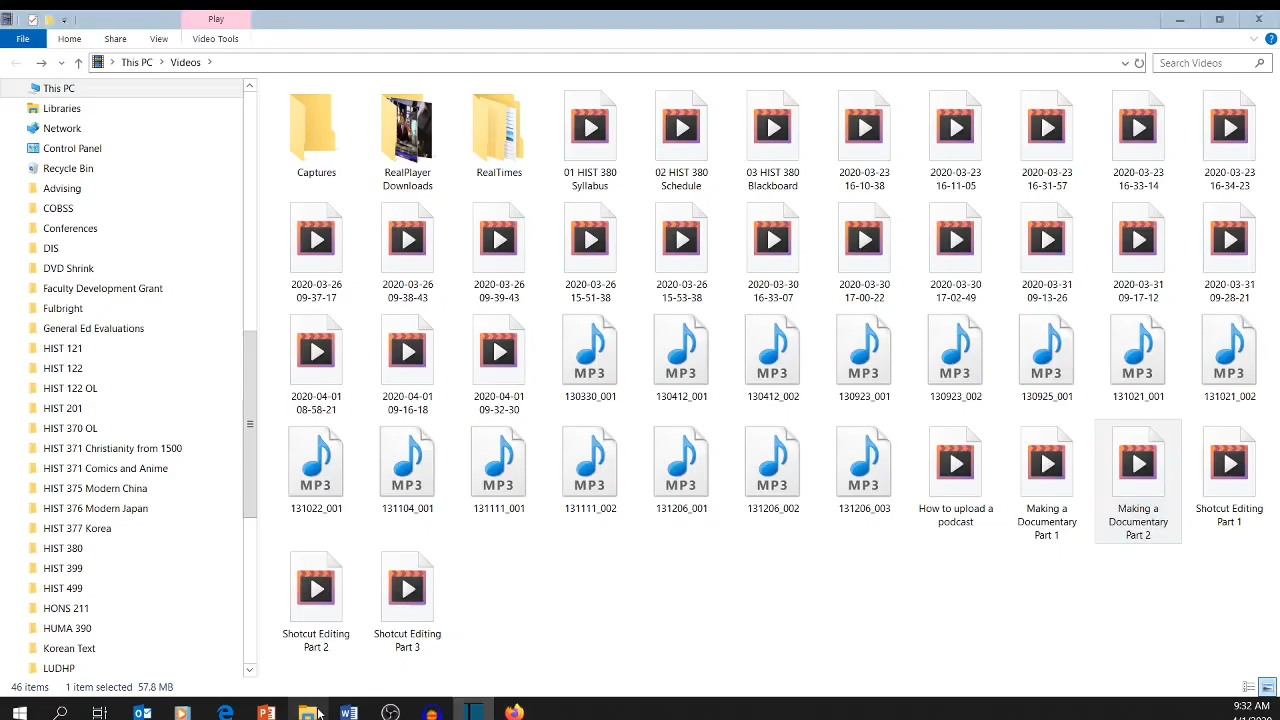 Play
File
Home
Share
View
Video Tools
This PC
Videos
Search Videos
This PC
Libraries
Network
Control Panel
Recycle Bin
Advising
COBSS
Conferences
DIS
DVD Shrink
Faculty Development Grant
Fulbright
General Ed Evaluations
HIST 121
HIST 122
HIST 122 OL
HIST 201
HIST 370 OL
HIST 371 Christianity from 1500
HIST 371 Comics and Anime
HIST 375 Modern China
HIST 376 Modern Japan
HIST 377 Korea
HIST 380
HIST 399
HIST 499
HONS 211
HUMA 390
Korean Text
LUDHP
Captures
RealPlayer
Downloads
RealTimes
01 HIST 380
Syllabus
02 HIST 380
Schedule
03 HIST 380
Blackboard
2020-03-23
16-10-38
2020-03-23
16-11-05
2020-03-23
16-31-57
2020-03-23
16-33-14
2020-03-23
16-34-23
2020-03-26
09-37-17
2020-03-26
09-38-43
2020-03-26
09-39-43
2020-03-26
15-51-38
2020-03-26
15-53-38
2020-03-30
16-33-07
2020-03-30
17-00-22
2020-03-30
17-02-49
2020-03-31
09-13-26
2020-03-31
09-17-12
2020-03-31
09-28-21
2020-04-01
08-58-21
2020-04-01
09-16-18
2020-04-01
09-32-30
MP3
130330_001
MP3
130412_001
MP3
130412_002
MP3
130923_001
MP3
130923_002
MP3
130925_001
MP3
131021_001
MP3
131021_002
MP3
131022_001
MP3
131104_001
MP3
131111_001
MP3
131111_002
MP3
131206_001
MP3
131206_002
MP3
131206_003
How to upload a
podcast
Making a
Documentary
Part 1
Making a
Documentary
Part 2
Shotcut Editing
Part 1
Shotcut Editing
Part 2
Shotcut Editing
Part 3
46 items
1 item selected 57.8 MB
9:32 AM